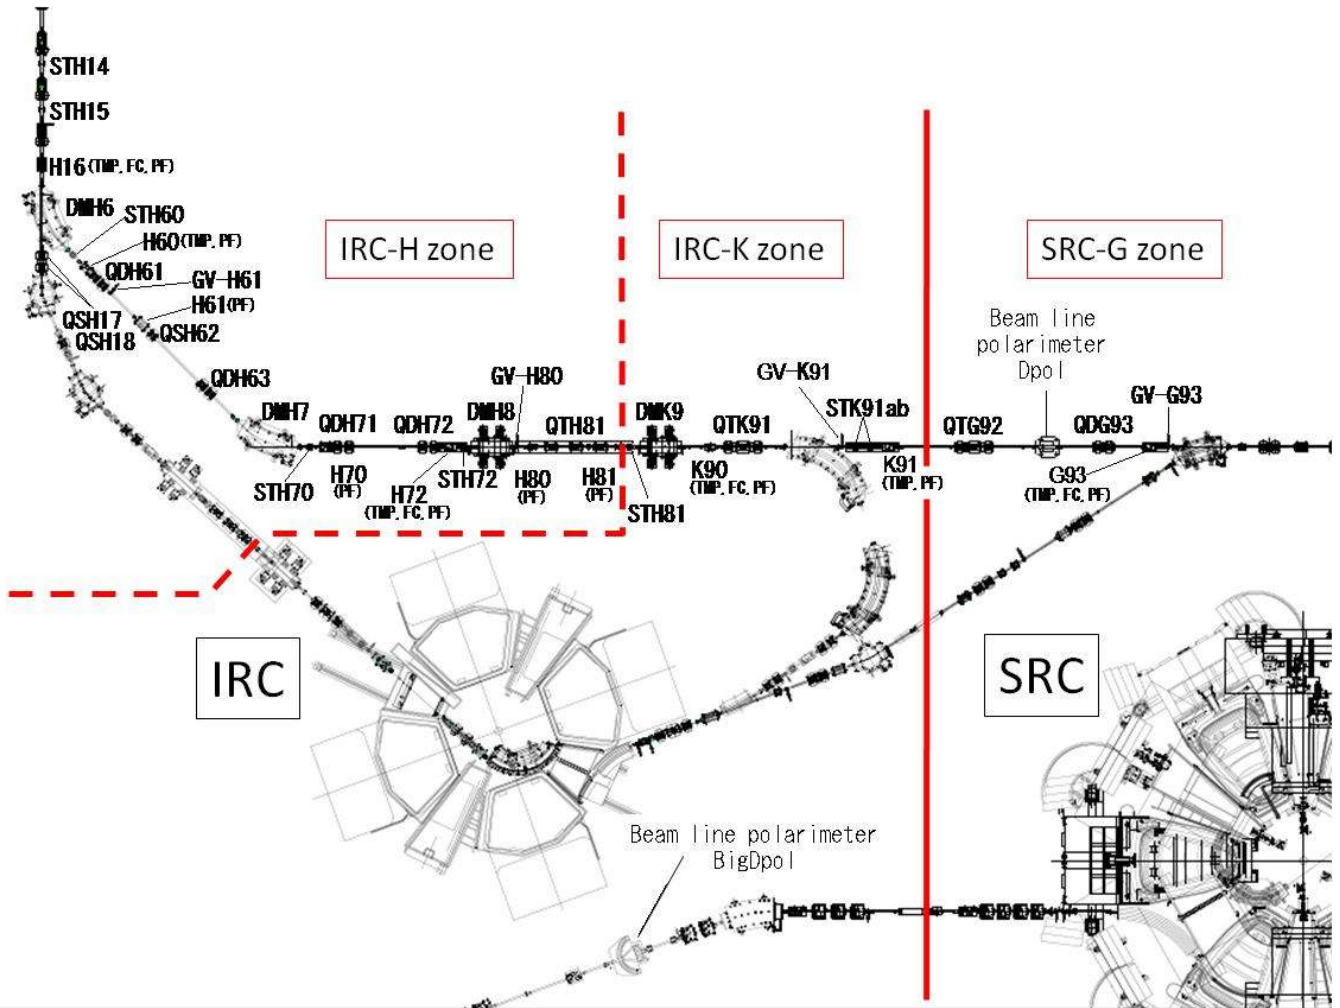 STH14
STH15
H16(TMP, FC, PF)
DMH6
STH60
H60(TMP, PF)
QDH61
GV-H61
H61(PF)
QSH17
QSH18
QSH62
QDH63
IRC-H zone
IRC-K zone
SRC-G zone
Beam line
polarimeter
Dpol
DMH7
QDH71
QDH72
DMH8
GV-H80
QTH81
DMK9
QTK91
GV-K91
STK91ab
QTG92
QDG93
GV-G93
STH70
H70
(PF)
H72
(TMP, FC, PF)
STH72
H80
(PF)
H81
(PF)
STH81
K90
(TMP, FC, PF)
K91
(TMP, PF)
G93
(TMP, FC, PF)
IRC
SRC
Beam line polarimeter
BigDpol